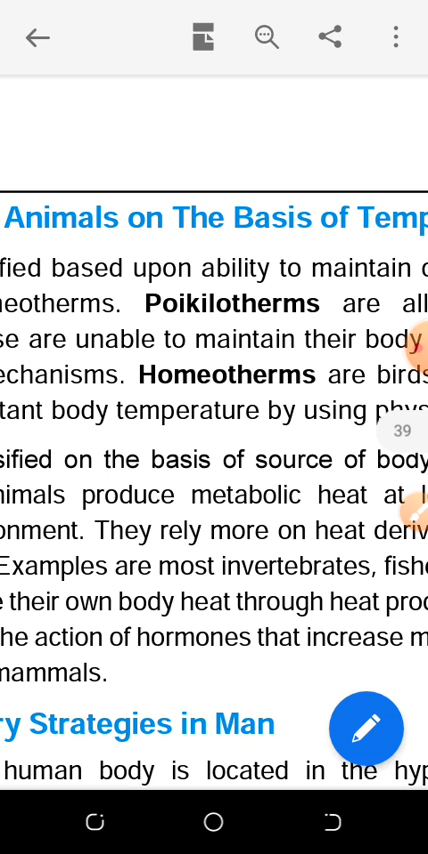 Animals on The Basis of Temp
fied based upon ability to maintain
neotherms. Poikilotherms are all
se are unable to maintain their body
echanisms. Homeotherms are birds
tant body temperature by using phys
39
sified on the basis of source of body
nimals produce metabolic heat at
onment. They rely more on heat deriv
Examples are most invertebrates, fishe
e their own body heat through heat proc
he action of hormones that increase m
mammals.
ry Strategies in Man
human body is located in the hyp